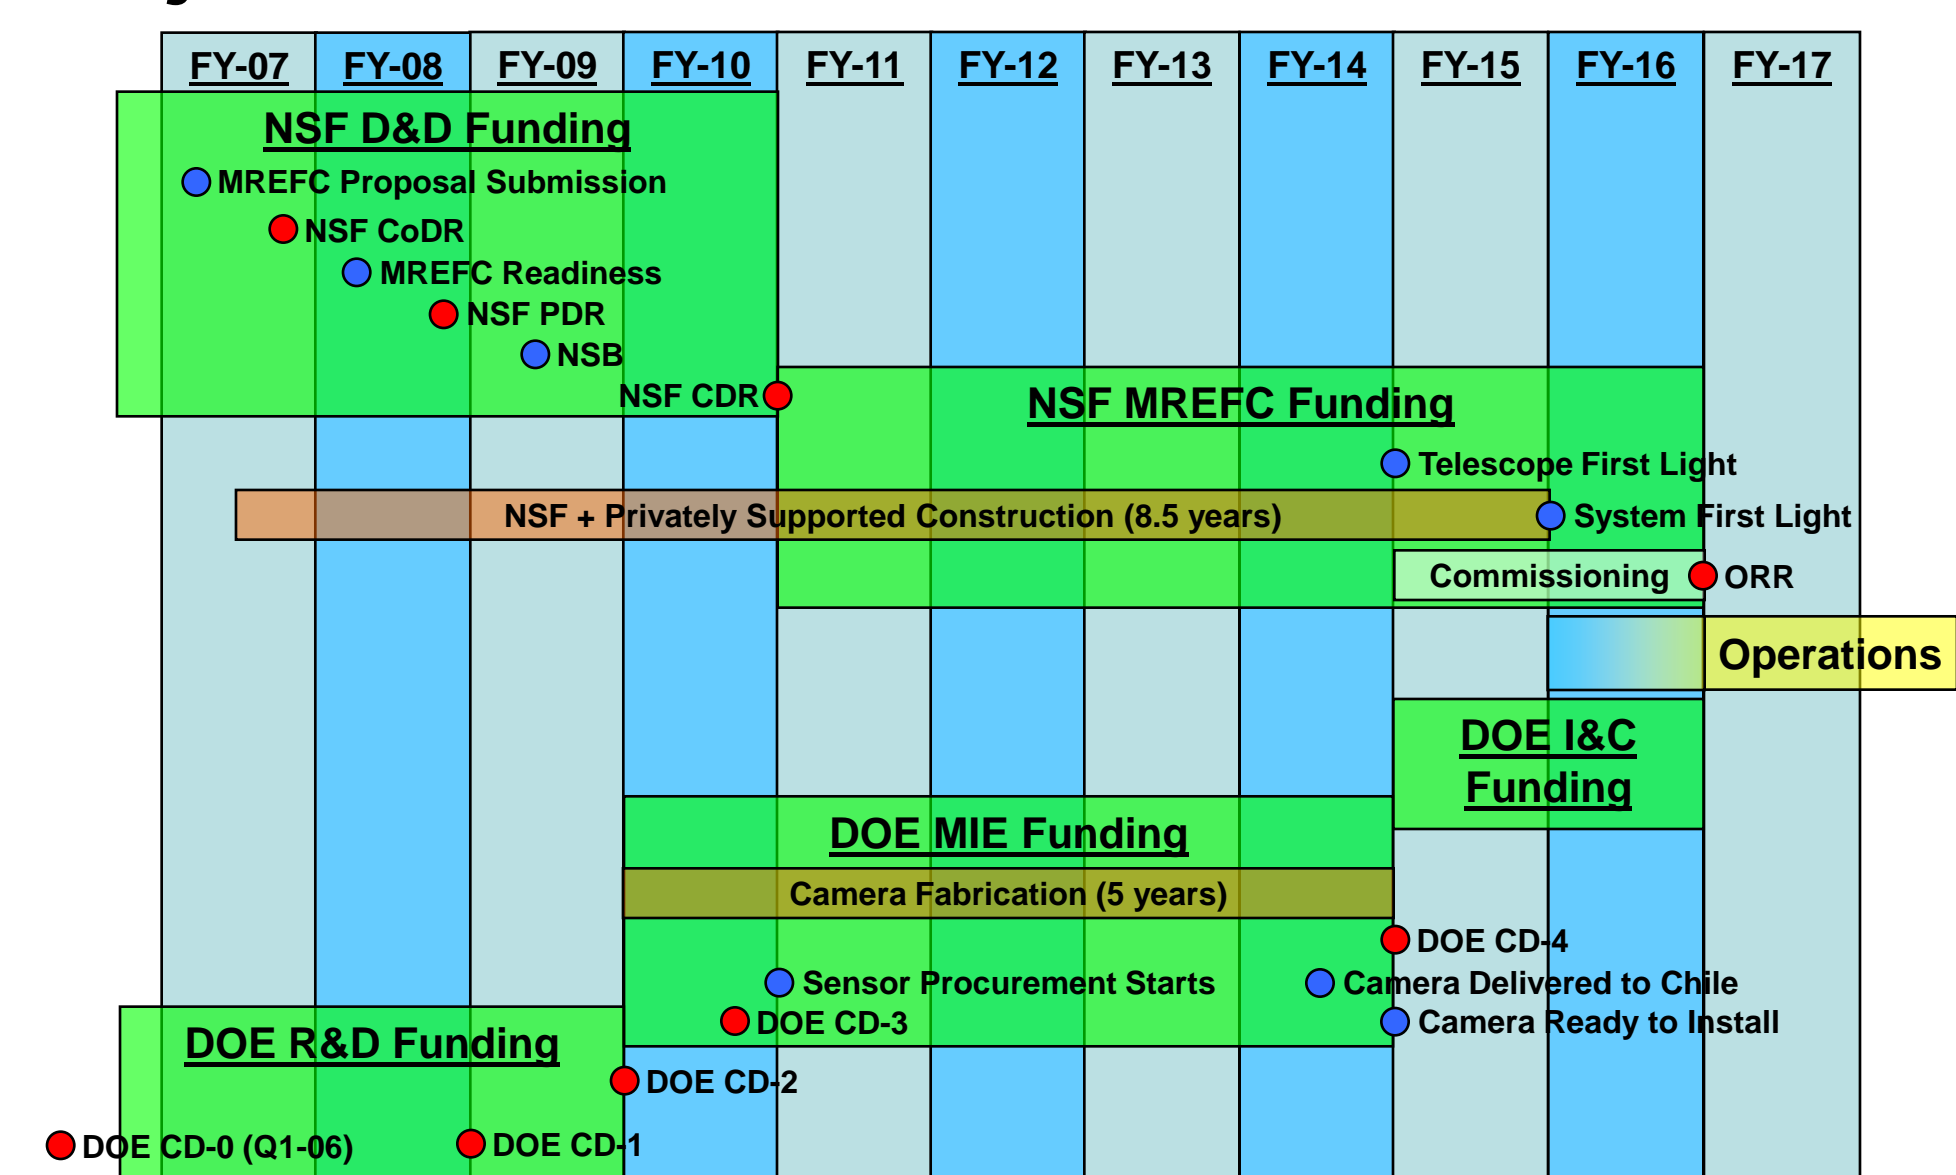 FY-07 FY-08 FY-09 FY-10 FY-11 FY-12 FY-13 FY-14 FY-15 FY-16 FY-17
NSF D&D Funding
MREFC Proposal Submission
NSF CoDR
MREFC Readiness
NSF PDR
NSB
NSF CDR
NSF MREFC Funding
Telescope First Light
NSF + Privately Supported Construction (8.5 years)
System First Light
Commissioning
ORR
Operations
DOE I&C
Funding
DOE MIE Funding
Camera Fabrication (5 years)
DOE CD-4
Sensor Procurement Starts
Camera Delivered to Chile
DOE CD-3
Camera Ready to Install
DOE R&D Funding
DOE CD-2
DOE CD-0 (Q1-06)
DOE CD-1